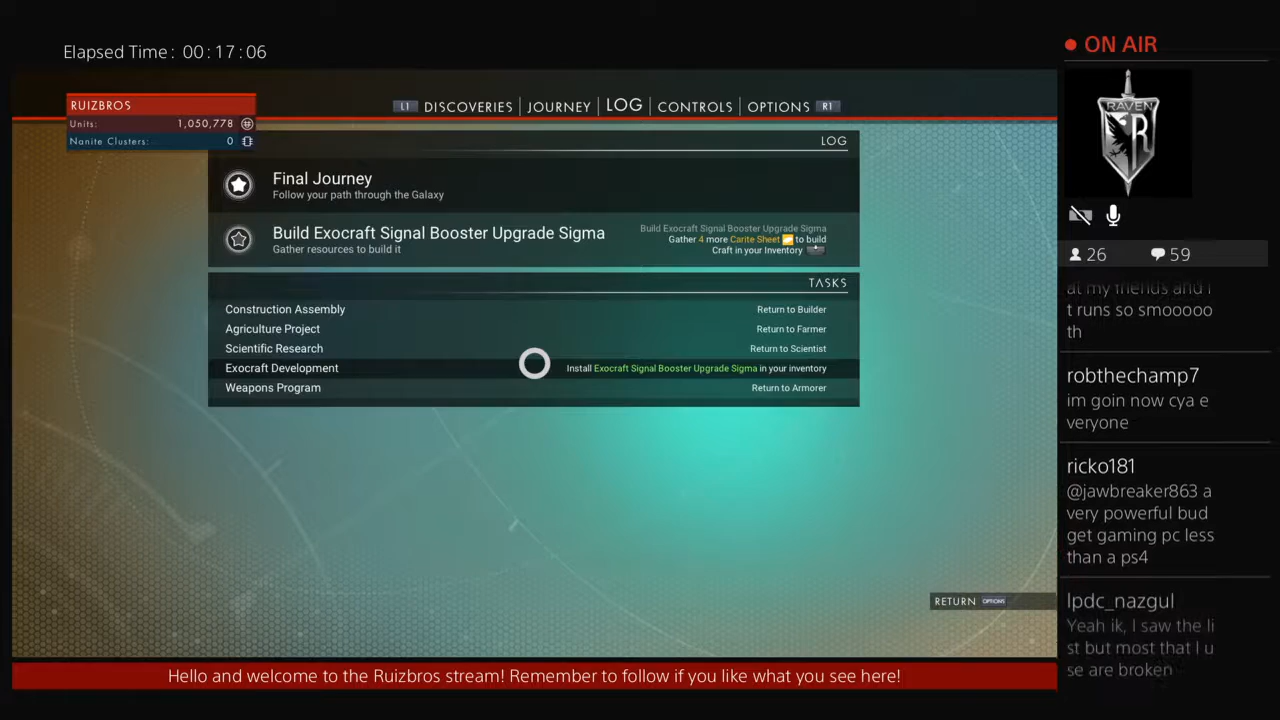 Elapsed Time: 00:17:06
ON AIR
RUIZBROS
Units: 1,050,778
Nanite Clusters: 0
L1 DISCOVERIES JOURNEY LOG CONTROLS OPTIONS R1
LOG
Final Journey
Follow your path through the Galaxy
Build Exocraft Signal Booster Upgrade Sigma
Gather resources to build it
Build Exocraft Signal Booster Upgrade Sigma
Gather 4 more Carite Sheet to build
Craft in your Inventory
TASKS
Construction Assembly Return to Builder
Agriculture Project Return to Farmer
Scientific Research Return to Scientist
Exocraft Development Install Exocraft Signal Booster Upgrade Sigma in your inventory
Weapons Program Return to Armorer
RETURN OPTIONS
Hello and welcome to the Ruizbros stream! Remember to follow if you like what you see here!
RAVEN
R
26 59
at my friends and i
t runs so smooooo
th
robthechamp7
im goin now cya e
veryone
ricko181
@jawbreaker863 a
very powerful bud
get gaming pc less
than a ps4
lpdc_nazgul
Yeah ik, I saw the li
st but most that I u
se are broken